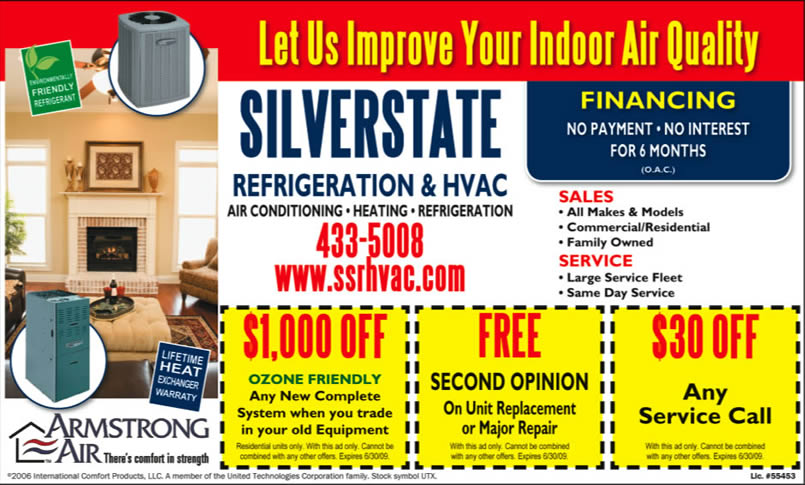 Let Us Improve Your Indoor Air Quality
ENVIRONMENTALLY
FRIENDLY
REFRIGERANT
SILVERSTATE
REFRIGERATION & HVAC
AIR CONDITIONING • HEATING • REFRIGERATION
433-5008
www.ssrhvac.com
FINANCING
NO PAYMENT • NO INTEREST
FOR 6 MONTHS
(O.A.C.)
SALES
• All Makes & Models
• Commercial/Residential
• Family Owned
SERVICE
• Large Service Fleet
• Same Day Service
LIFETIME
HEAT
EXCHANGER
WARRATY
ARMSTRONG
AIR There's comfort in strength
$1,000 OFF
OZONE FRIENDLY
Any New Complete
System when you trade
in your old Equipment
Residential units only. With this ad only. Cannot be
combined with any other offers. Expires 6/30/09.
FREE
SECOND OPINION
On Unit Replacement
or Major Repair
With this ad only. Cannot be combined
with any other offers. Expires 6/30/09.
$30 OFF
Any
Service Call
With this ad only. Cannot be combined
with any other offers. Expires 6/30/09.
©2006 International Comfort Products, LLC. A member of the United Technologies Corporation family. Stock symbol UTX.
Lic. #55453